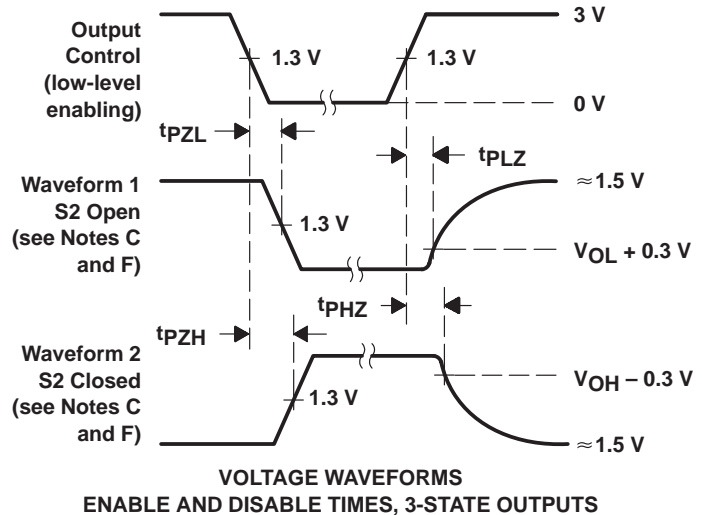 Output
Control
(low-level
enabling)
1.3 V
1.3 V
3 V
0 V
tPZL
tPLZ
Waveform 1
S2 Open
(see Notes C
and F)
1.3 V
≈1.5 V
VOL + 0.3 V
tPZH
tPHZ
Waveform 2
S2 Closed
(see Notes C
and F)
1.3 V
VOH – 0.3 V
≈1.5 V
VOLTAGE WAVEFORMS
ENABLE AND DISABLE TIMES, 3-STATE OUTPUTS